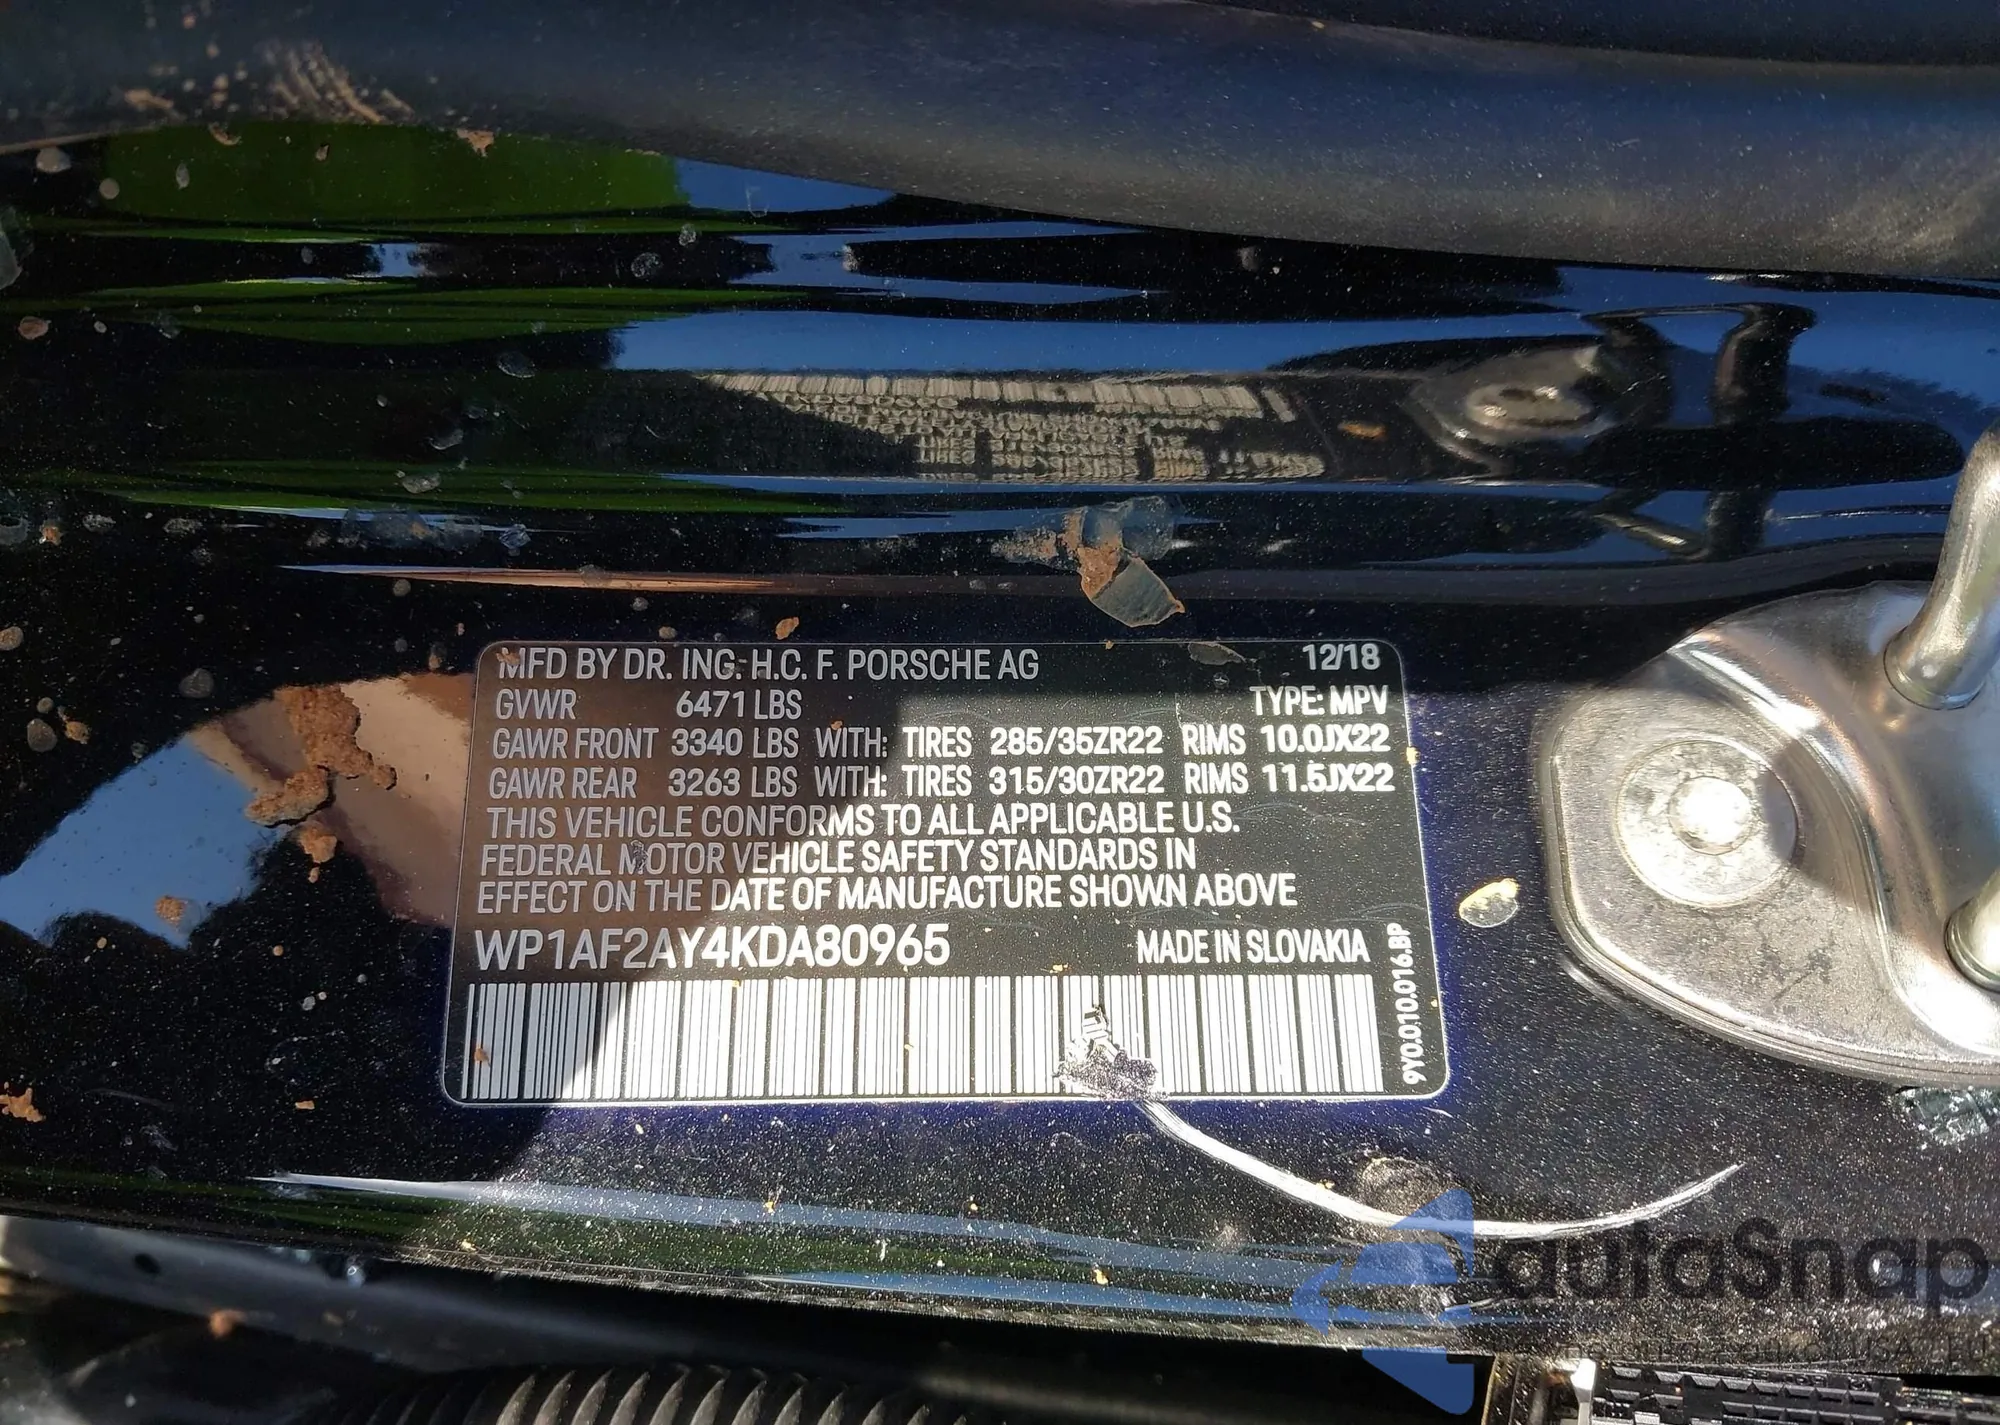 MFD BY DR. ING. H.C. F. PORSCHE AG 12/18
GVWR 6471 LBS TYPE: MPV
GAWR FRONT 3340 LBS WITH: TIRES 285/35ZR22 RIMS 10.0JX22
GAWR REAR 3263 LBS WITH: TIRES 315/30ZR22 RIMS 11.5JX22
THIS VEHICLE CONFORMS TO ALL APPLICABLE U.S.
FEDERAL MOTOR VEHICLE SAFETY STANDARDS IN
EFFECT ON THE DATE OF MANUFACTURE SHOWN ABOVE
WP1AF2AY4KDA80965 MADE IN SLOVAKIA
9Y0.010.016.BP
autoSnap